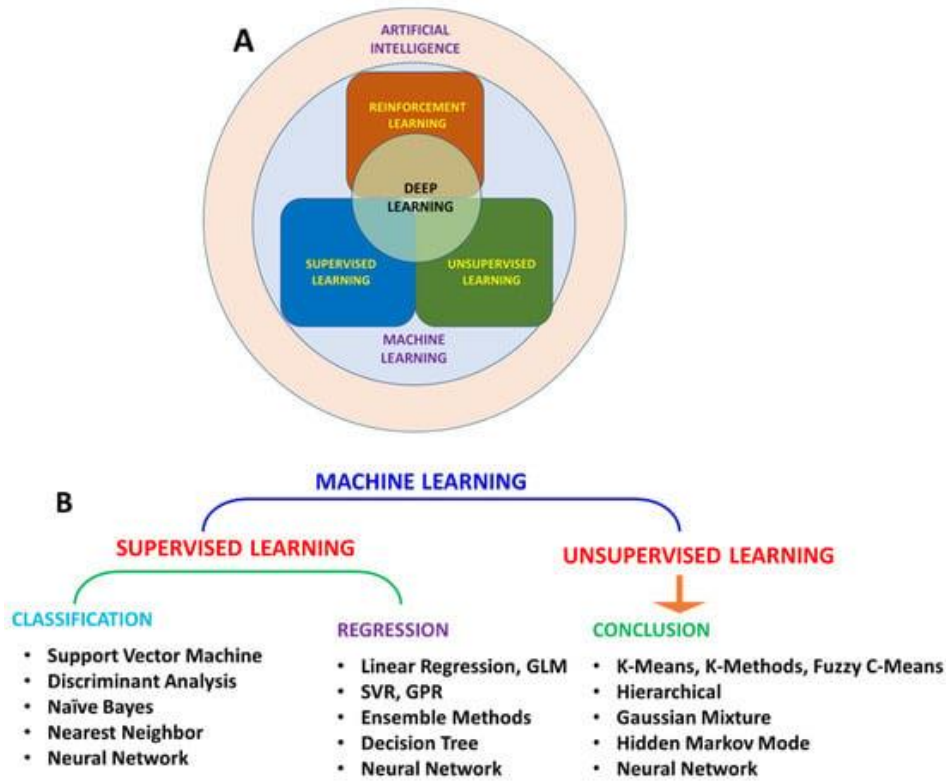 A
ARTIFICIAL
INTELLIGENCE
REINFORCEMENT
LEARNING
DEEP
LEARNING
SUPERVISED
LEARNING
UNSUPERVISED
LEARNING
MACHINE
LEARNING
B
MACHINE LEARNING
SUPERVISED LEARNING
CLASSIFICATION
• Support Vector Machine
• Discriminant Analysis
• Naïve Bayes
• Nearest Neighbor
• Neural Network
REGRESSION
• Linear Regression, GLM
• SVR, GPR
• Ensemble Methods
• Decision Tree
• Neural Network
UNSUPERVISED LEARNING
CONCLUSION
• K-Means, K-Methods, Fuzzy C-Means
• Hierarchical
• Gaussian Mixture
• Hidden Markov Mode
• Neural Network